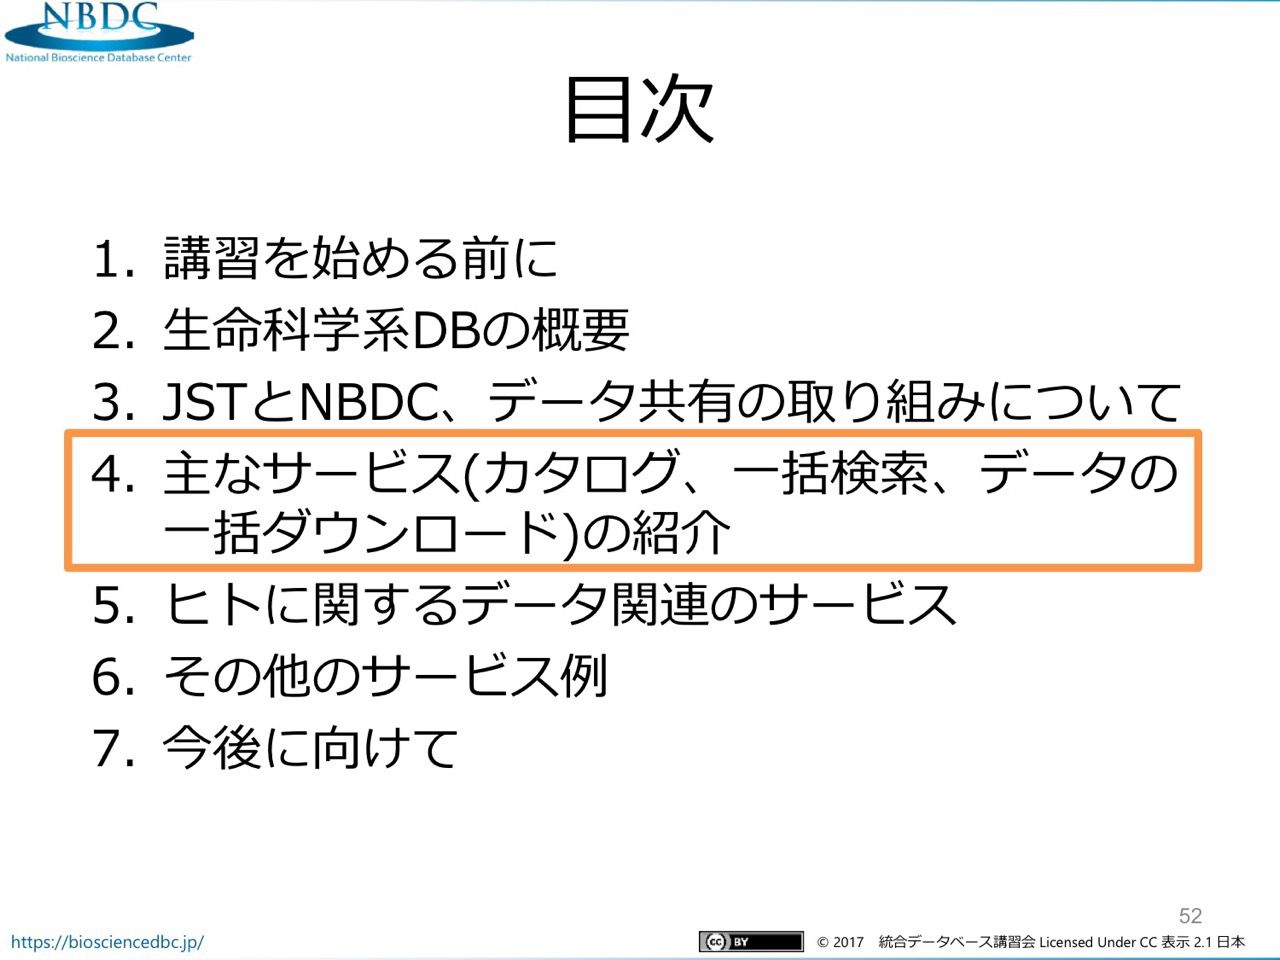 NBDC
National Bioscience Database Center
目次
1. 講習を始める前に
2. 生命科学系DBの概要
3. JSTとNBDC、データ共有の取り組みについて
4. 主なサービス(カタログ、一括検索、データの
一括ダウンロード)の紹介
5. ヒトに関するデータ関連のサービス
6. その他のサービス例
7. 今後に向けて
52
https://biosciencedbc.jp/
cc BY
© 2017 統合データベース講習会 Licensed Under CC 表示 2.1 日本